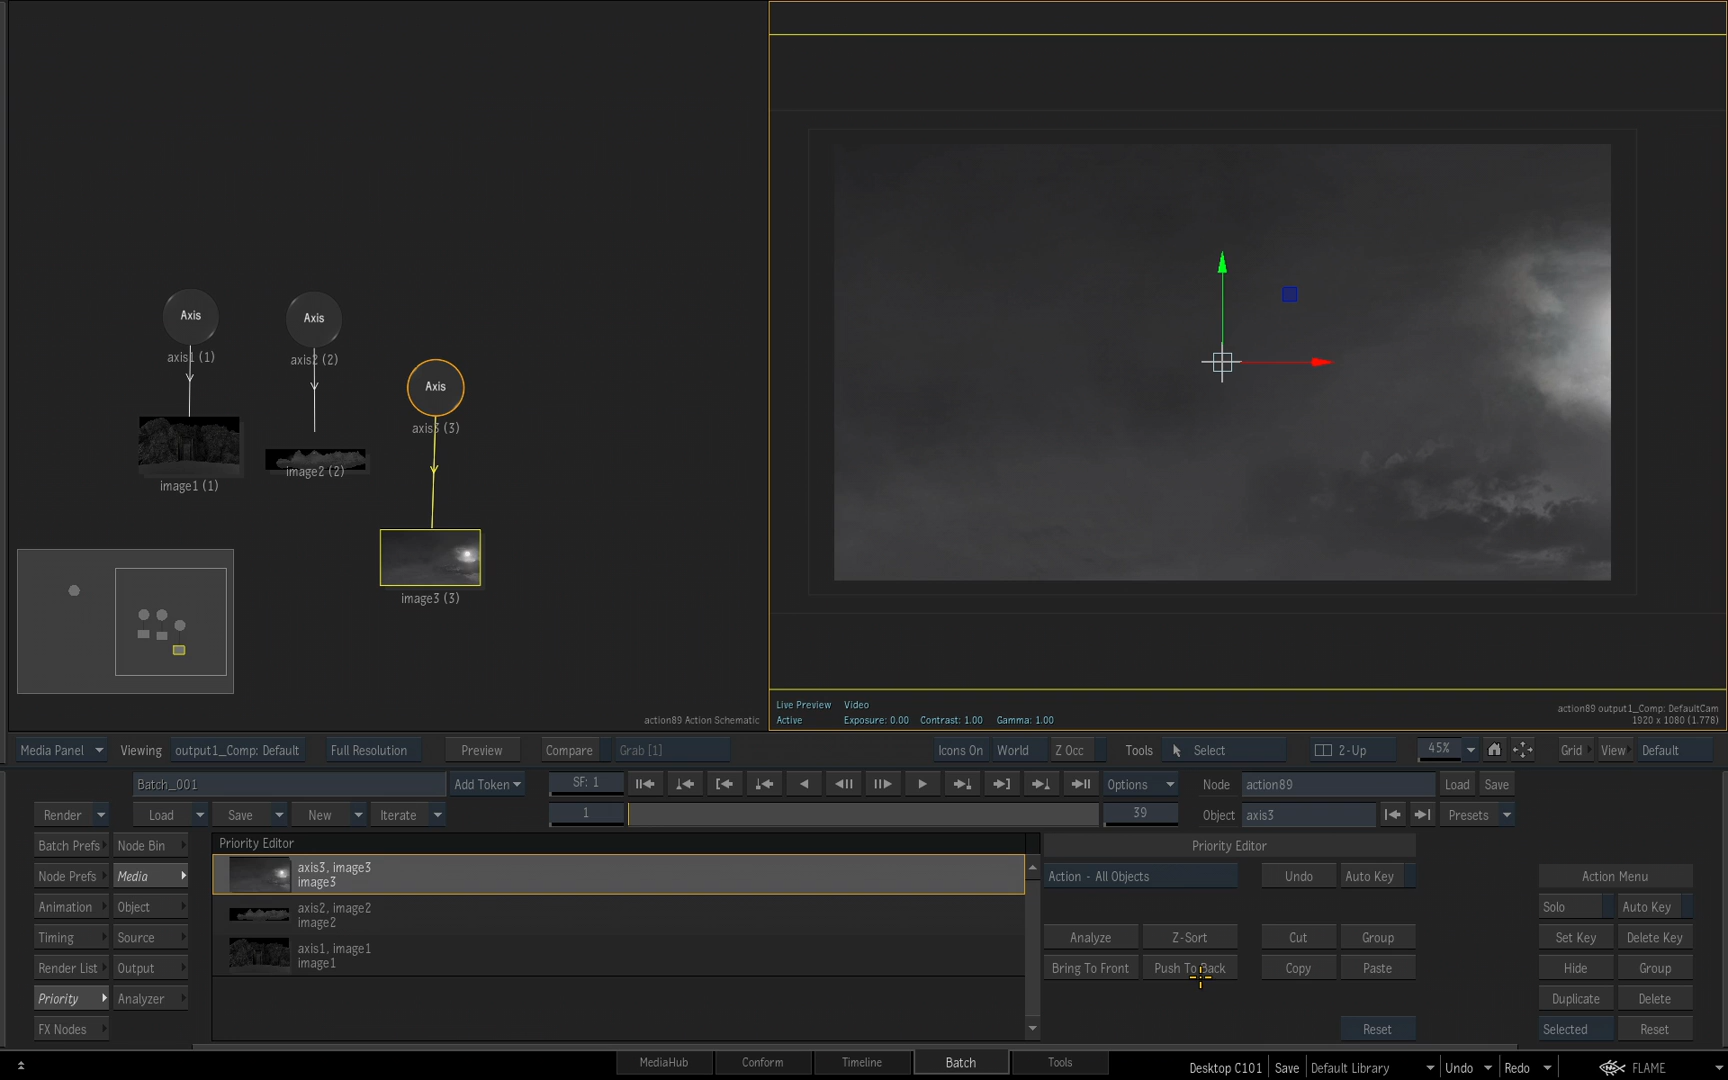 Axis
axis1 (1)
image1 (1)
Axis
axis2 (2)
image2 (2)
Axis
axis3 (3)
image3 (3)
action89 Action Schematic
Live Preview Video
Active Exposure: 0.00 Contrast: 1.00 Gamma: 1.00
action89 output1_Comp: DefaultCam
1920 x 1080 (1.778)
Media Panel Viewing output1_Comp: Default Full Resolution Preview Compare Grab [1] Icons On World Z Occ Tools Select 2-Up 45% Grid View Default
Batch_001 Add Token SF: 1 Options Node action89 Load Save
Render Load Save New Iterate 1 39 Object axis3 Presets
Batch Prefs Node Bin
Node Prefs Media
Animation Object
Timing Source
Render List Output
Priority Analyzer
FX Nodes
Priority Editor
axis3, image3
image3
axis2, image2
image2
axis1, image1
image1
Priority Editor
Action - All Objects Undo Auto Key
Analyze Z-Sort Cut Group
Bring To Front Push To Back Copy Paste
Reset
Action Menu
Solo Auto Key
Set Key Delete Key
Hide Group
Duplicate Delete
Selected Reset
MediaHub Conform Timeline Batch Tools Desktop C101 Save Default Library Undo Redo FLAME